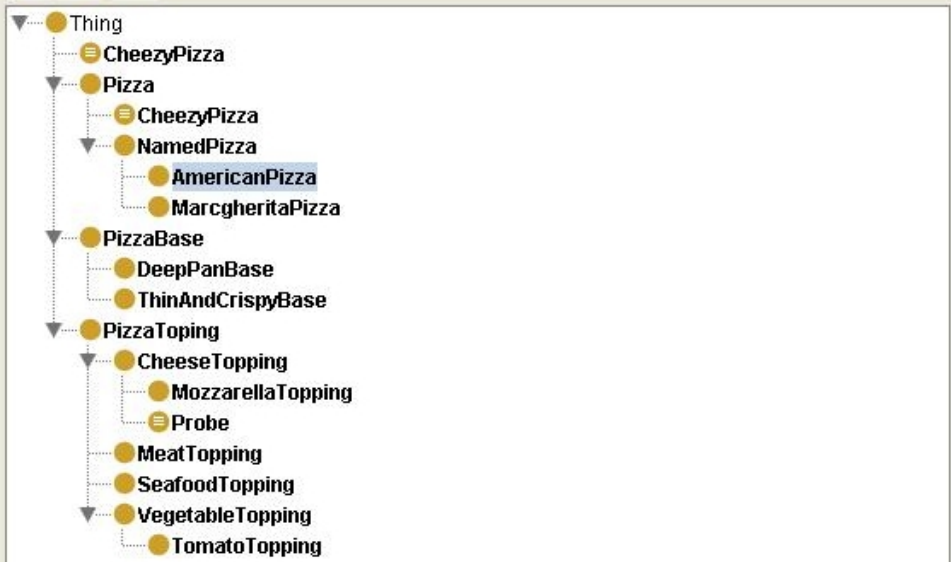 Thing
CheezyPizza
Pizza
CheezyPizza
NamedPizza
AmericanPizza
MarcgheritaPizza
PizzaBase
DeepPanBase
ThinAndCrispyBase
PizzaToping
CheeseTopping
MozzarellaTopping
Probe
MeatTopping
SeafoodTopping
VegetableTopping
TomatoTopping